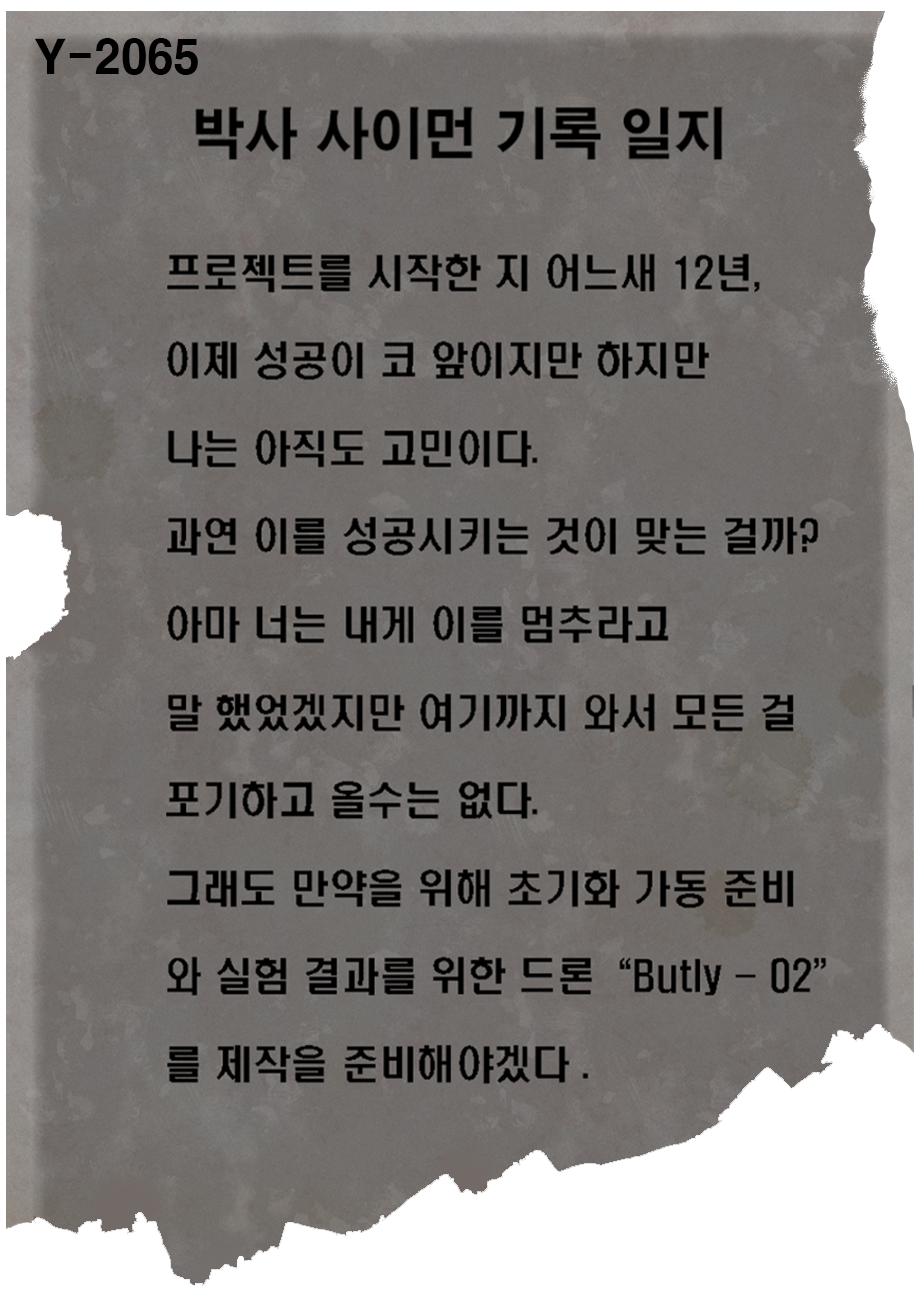 Y-2065
박사 사이먼 기록 일지
프로젝트를 시작한 지 어느새 12년,
이제 성공이 코 앞이지만 하지만
나는 아직도 고민이다.
과연 이를 성공시키는 것이 맞는 걸까?
아마 너는 내게 이를 멈추라고
말 했었겠지만 여기까지 와서 모든 걸
포기하고 올수는 없다.
그래도 만약을 위해 초기화 가동 준비
와 실험 결과를 위한 드론 “Butly – 02”
를 제작을 준비해야겠다 .